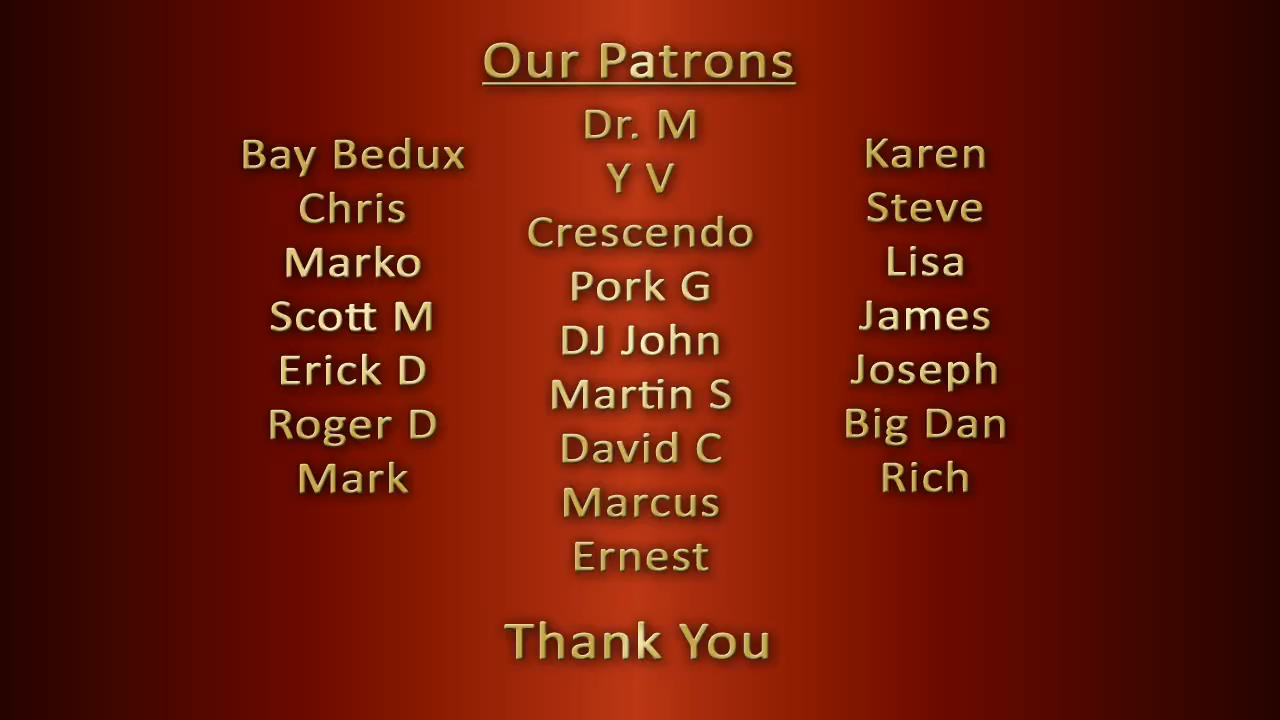 Our Patrons
Bay Bedux
Chris
Marko
Scott M
Erick D
Roger D
Mark
Dr. M
Y V
Crescendo
Pork G
DJ John
Martin S
David C
Marcus
Ernest
Karen
Steve
Lisa
James
Joseph
Big Dan
Rich
Thank You